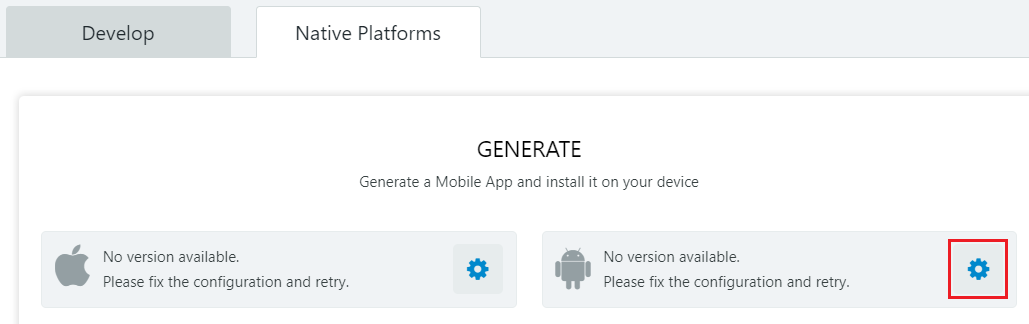 Develop
Native Platforms
GENERATE
Generate a Mobile App and install it on your device
No version available.
Please fix the configuration and retry.
No version available.
Please fix the configuration and retry.